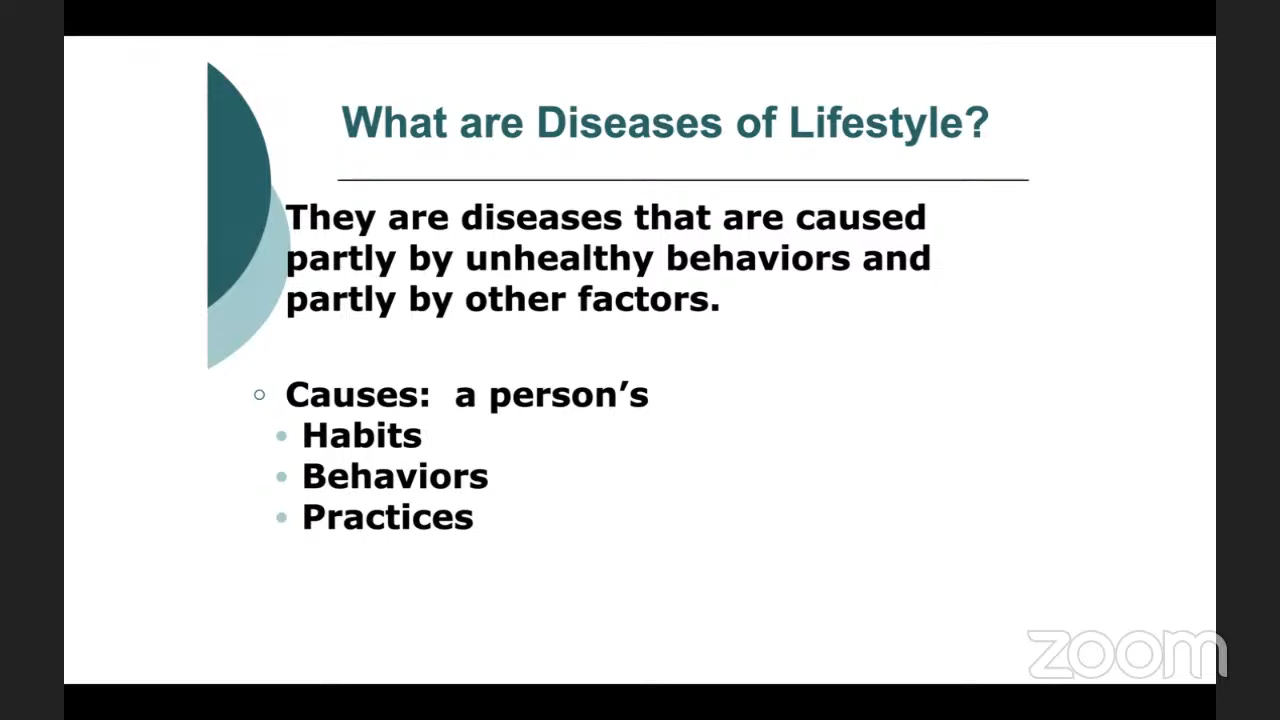 What are Diseases of Lifestyle?
They are diseases that are caused
partly by unhealthy behaviors and
partly by other factors.
Causes:  a person’s
Habits
Behaviors
Practices
zoom